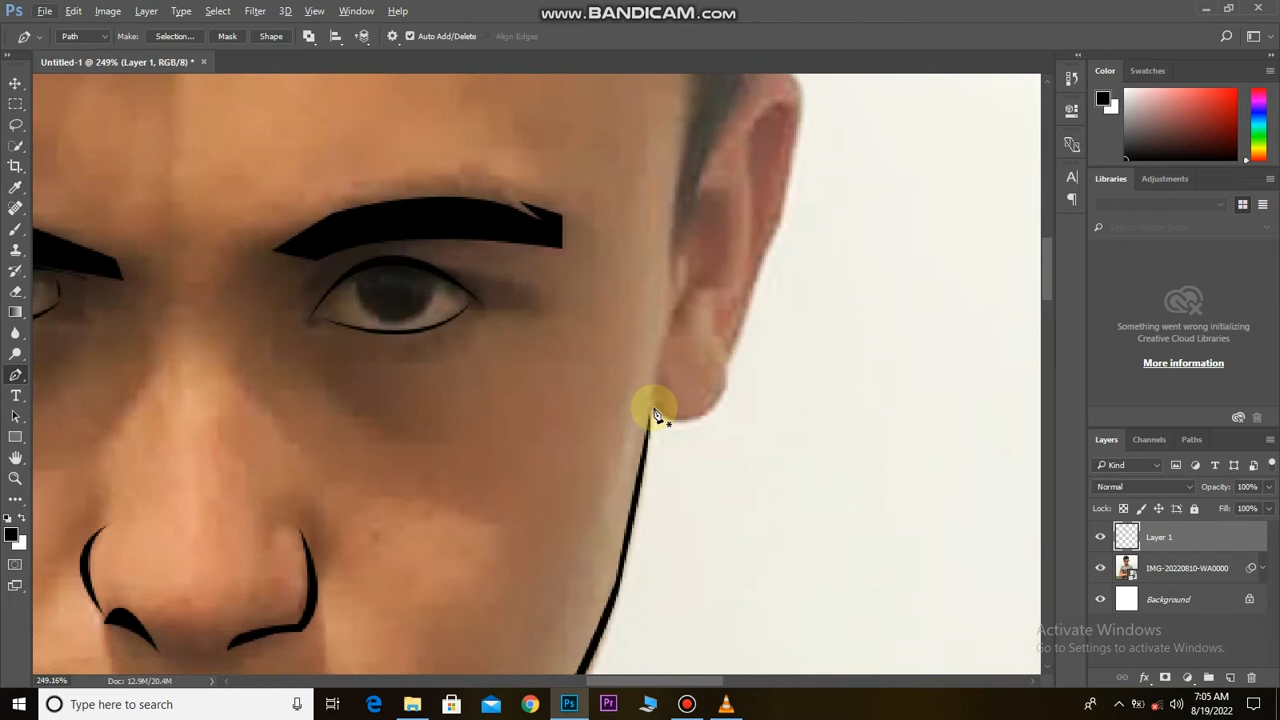 Ps File Edit Image Layer Type Select Filter 3D View Window Help
www.BANDICAM.com
Path Make: Selection... Mask Shape Auto Add/Delete Align Edges
Untitled-1 @ 249% (Layer 1, RGB/8) * ×
Color Swatches
Libraries Adjustments
Something went wrong initializing
Creative Cloud Libraries
More information
Layers Channels Paths
Kind
Normal Opacity: 100%
Lock: Fill: 100%
Layer 1
IMG-20220810-WA0000
Background
Activate Windows
Go to Settings to activate Windows.
249.16% Doc: 12.9M/20.4M
Type here to search
7:05 AM
8/19/2022